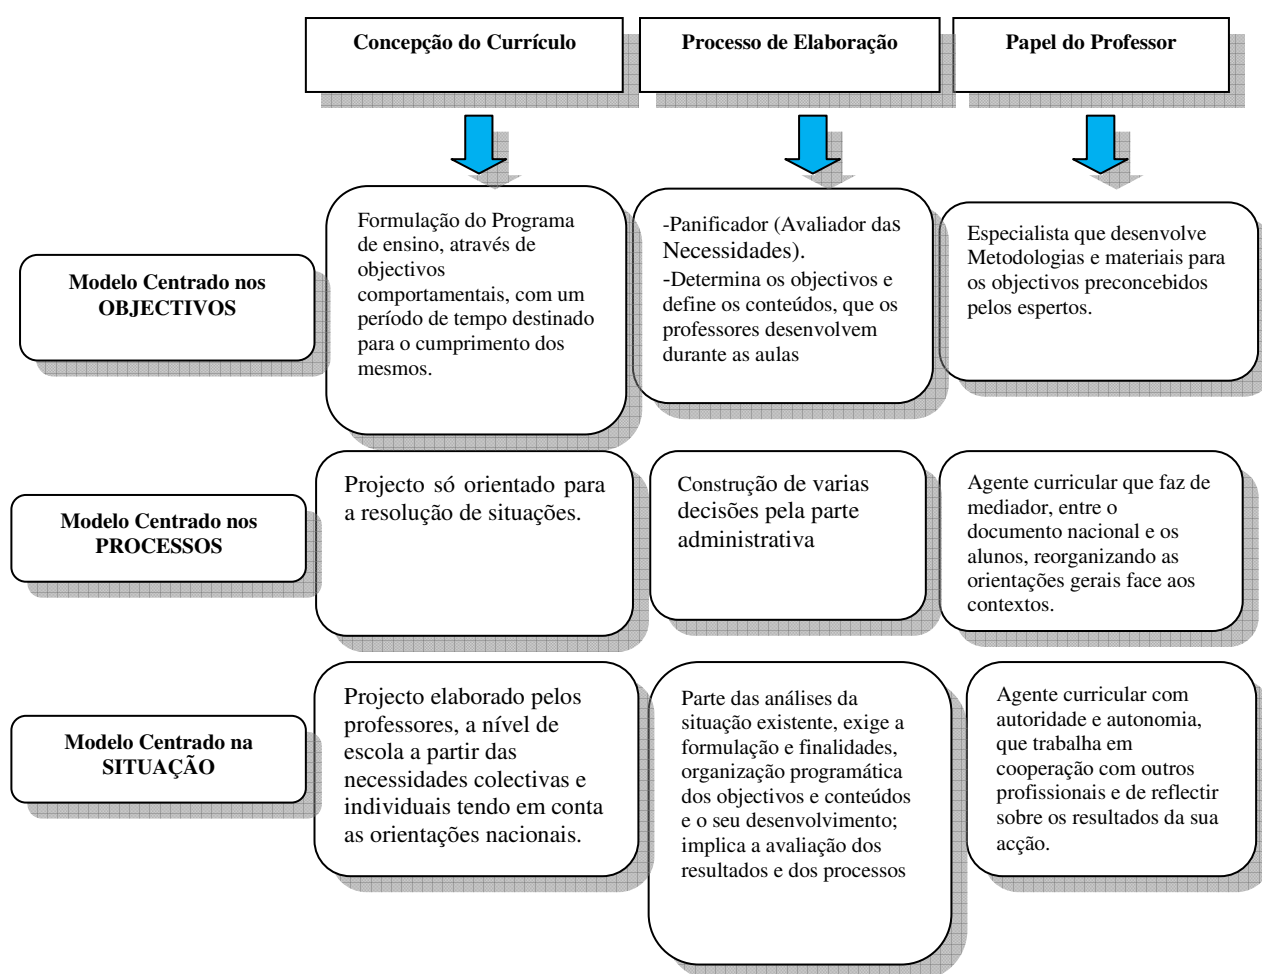 Concepção do Currículo
Processo de Elaboração
Papel do Professor
Modelo Centrado nos
OBJECTIVOS
Formulação do Programa
de ensino, através de
objectivos
comportamentais, com um
período de tempo destinado
para o cumprimento dos
mesmos.
-Panificador (Avaliador das
Necessidades).
-Determina os objectivos e
define os conteúdos, que os
professores desenvolvem
durante as aulas
Especialista que desenvolve
Metodologias e materiais para
os objectivos preconcebidos
pelos espertos.
Modelo Centrado nos
PROCESSOS
Projecto só orientado para
a resolução de situações.
Construção de varias
decisões pela parte
administrativa
Agente curricular que faz de
mediador, entre o
documento nacional e os
alunos, reorganizando as
orientações gerais face aos
contextos.
Modelo Centrado na
SITUAÇÃO
Projecto elaborado pelos
professores, a nível de
escola a partir das
necessidades colectivas e
individuais tendo em conta
as orientações nacionais.
Parte das análises da
situação existente, exige a
formulação e finalidades,
organização programática
dos objectivos e conteúdos
e o seu desenvolvimento;
implica a avaliação dos
resultados e dos processos
Agente curricular com
autoridade e autonomia,
que trabalha em
cooperação com outros
profissionais e de reflectir
sobre os resultados da sua
acção.